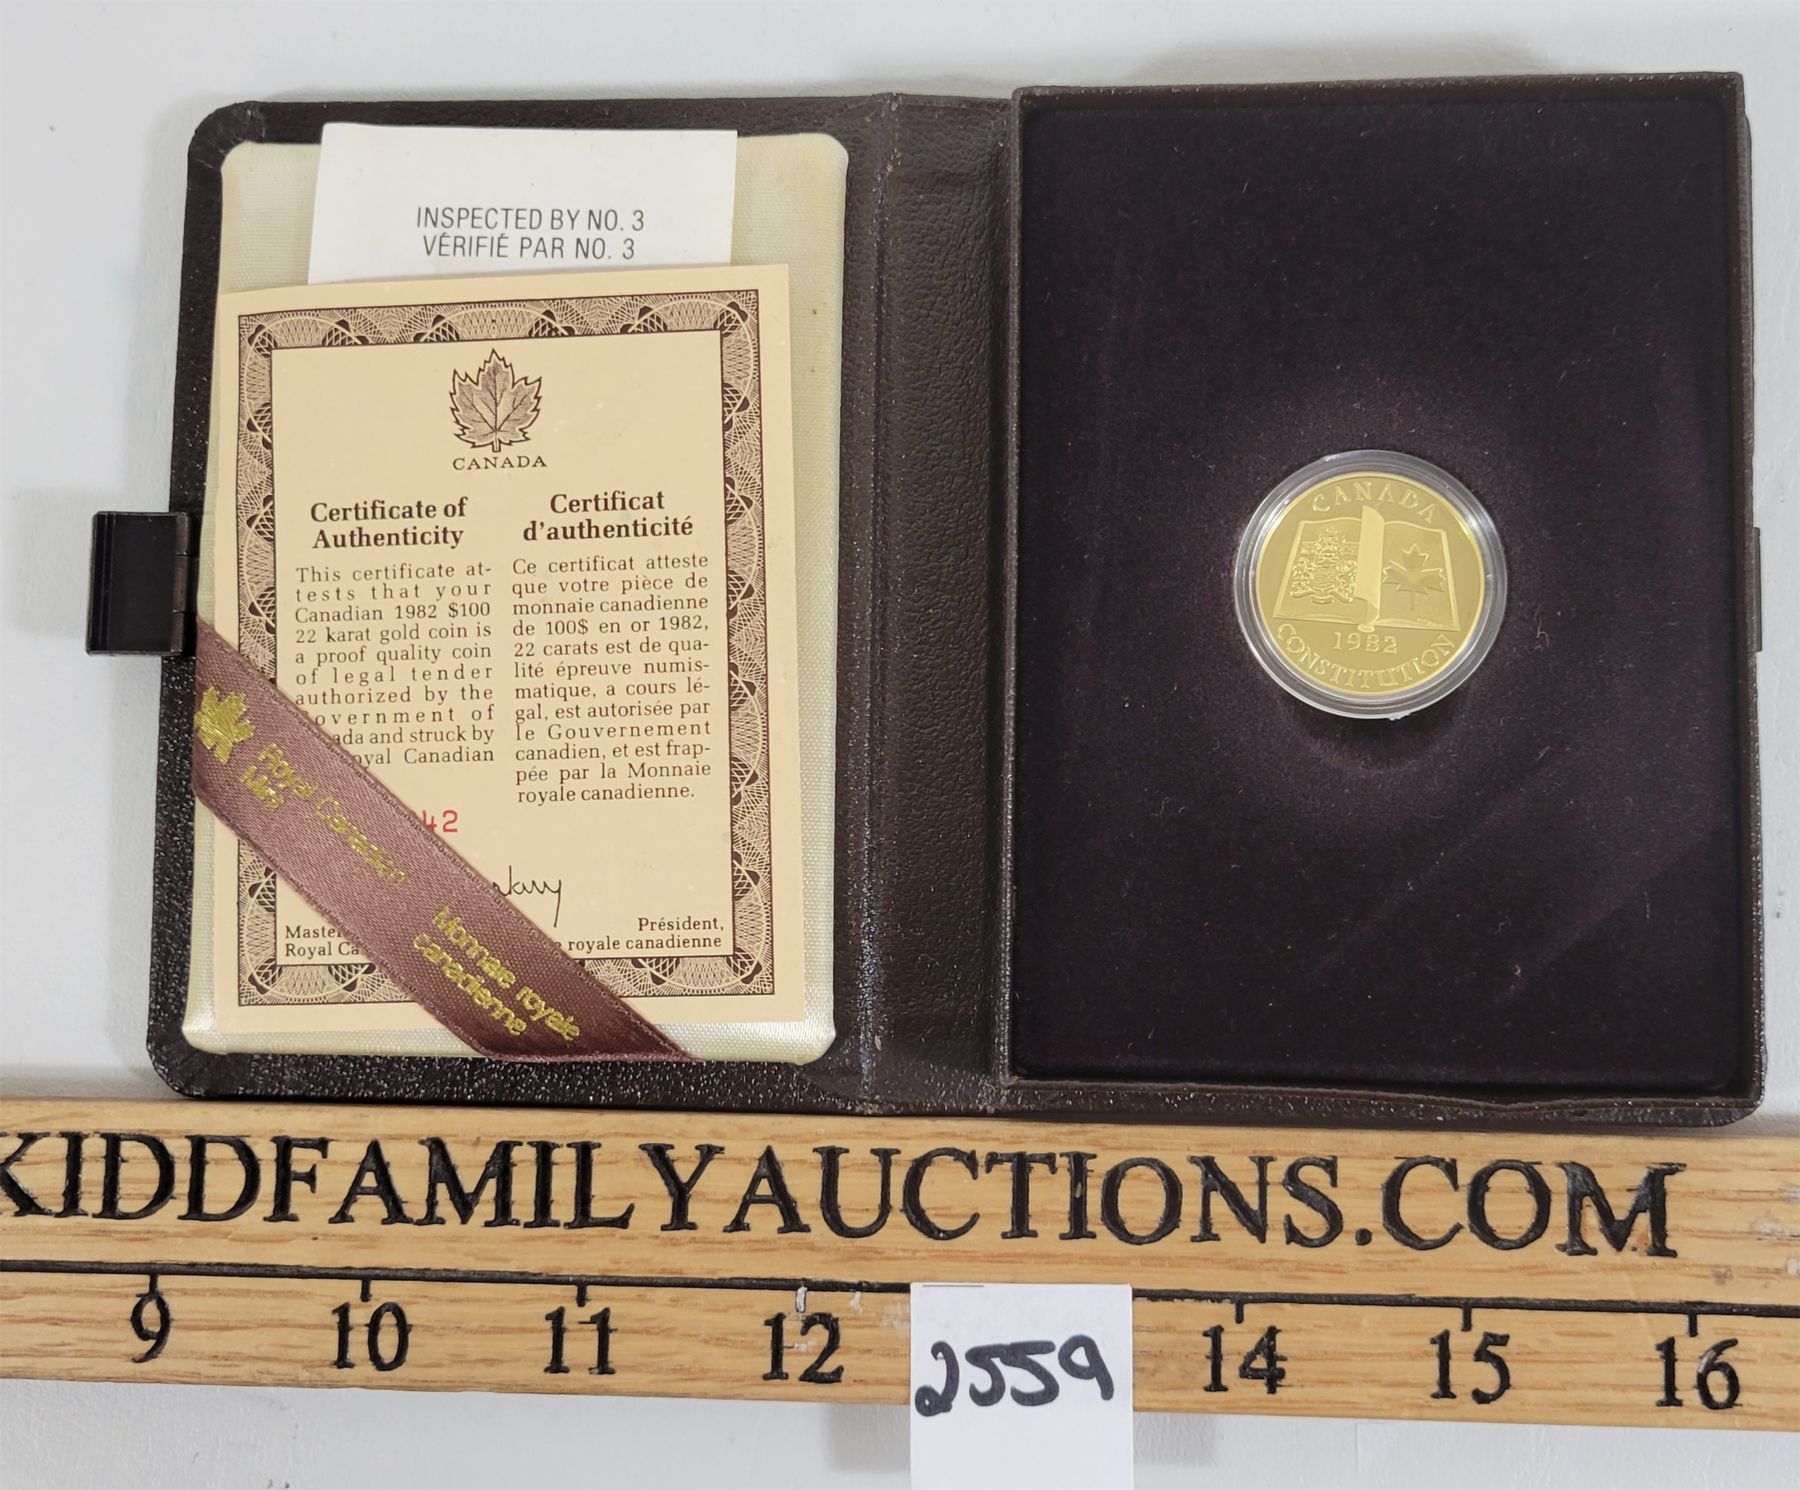 INSPECTED BY NO. 3
VÉRIFIÉ PAR NO. 3
CANADA
Certificate of
Authenticity
This certificate at-
tests that your
Canadian 1982 $100
22 karat gold coin is
a proof quality coin
of legal tender
authorized by the
overnment of
ada and struck by
oyal Canadian
42
Certificat
d'authenticité
Ce certificat atteste
que votre pièce de
monnaie canadienne
de 100$ en or 1982,
22 carats est de qua-
lité épreuve numis-
matique, a cours lé-
gal, est autorisée par
le Gouvernement
canadien, et est frap-
pée par la Monnaie
royale canadienne.
Master
Royal Ca
Président,
royale canadienne
Royal Canadian
Mint
Monnaie royale
canadienne
CANADA
1982
CONSTITUTION
KIDDFAMILYAUCTIONS.COM
9 10 11 12 14 15 16
2559